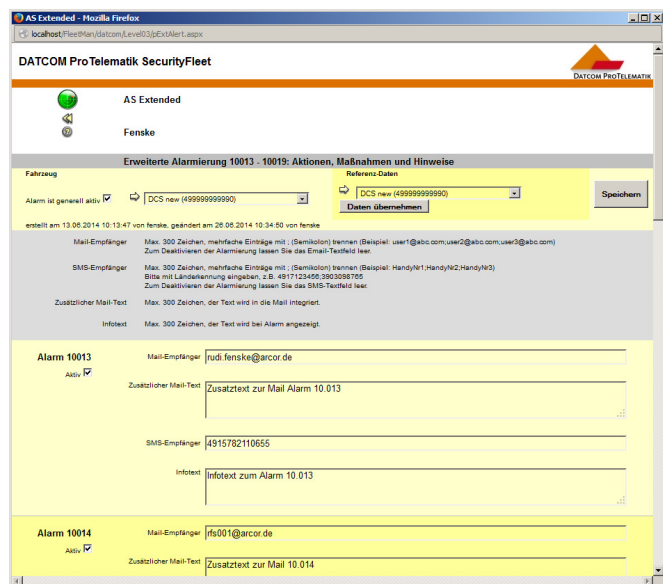 AS Extended - Mozilla Firefox
localhost/FleetMan/datcom/Level03/pExtAlert.aspx
DATCOM ProTelematik SecurityFleet
DATCOM PROTELEMATIK
AS Extended
Fenske
Erweiterte Alarmierung 10013 - 10019: Aktionen, Maßnahmen und Hinweise
Fahrzeug
Referenz-Daten
Alarm ist generell aktiv
DCS new (499999999990)
DCS new (499999999990)
Speichern
Daten übernehmen
erstellt am 13.06.2014 10:13:47 von fenske, geändert am 26.06.2014 10:34:50 von fenske
Mail-Empfänger Max. 300 Zeichen, mehrfache Einträge mit ; (Semikolon) trennen (Beispiel: user1@abc.com;user2@abc.com;user3@abc.com)
Zum Deaktivieren der Alarmierung lassen Sie das Email-Textfeld leer.
SMS-Empfänger Max. 300 Zeichen, mehrfache Einträge mit ; (Semikolon) trennen (Beispiel: HandyNr1;HandyNr2;HandyNr3)
Bitte mit Länderkennung eingeben, z.B. 4917123456;3903098765
Zum Deaktivieren der Alarmierung lassen Sie das SMS-Textfeld leer.
Zusätzlicher Mail-Text Max. 300 Zeichen, der Text wird in die Mail integriert.
Infotext Max. 300 Zeichen, der Text wird bei Alarm angezeigt.
Alarm 10013
Mail-Empfänger rudi.fenske@arcor.de
Aktiv
Zusätzlicher Mail-Text Zusatztext zur Mail Alarm 10.013
SMS-Empfänger 4915782110655
Infotext Infotext zum Alarm 10.013
Alarm 10014
Mail-Empfänger rfs001@arcor.de
Aktiv
Zusätzlicher Mail-Text Zusatztext zur Mail 10.014